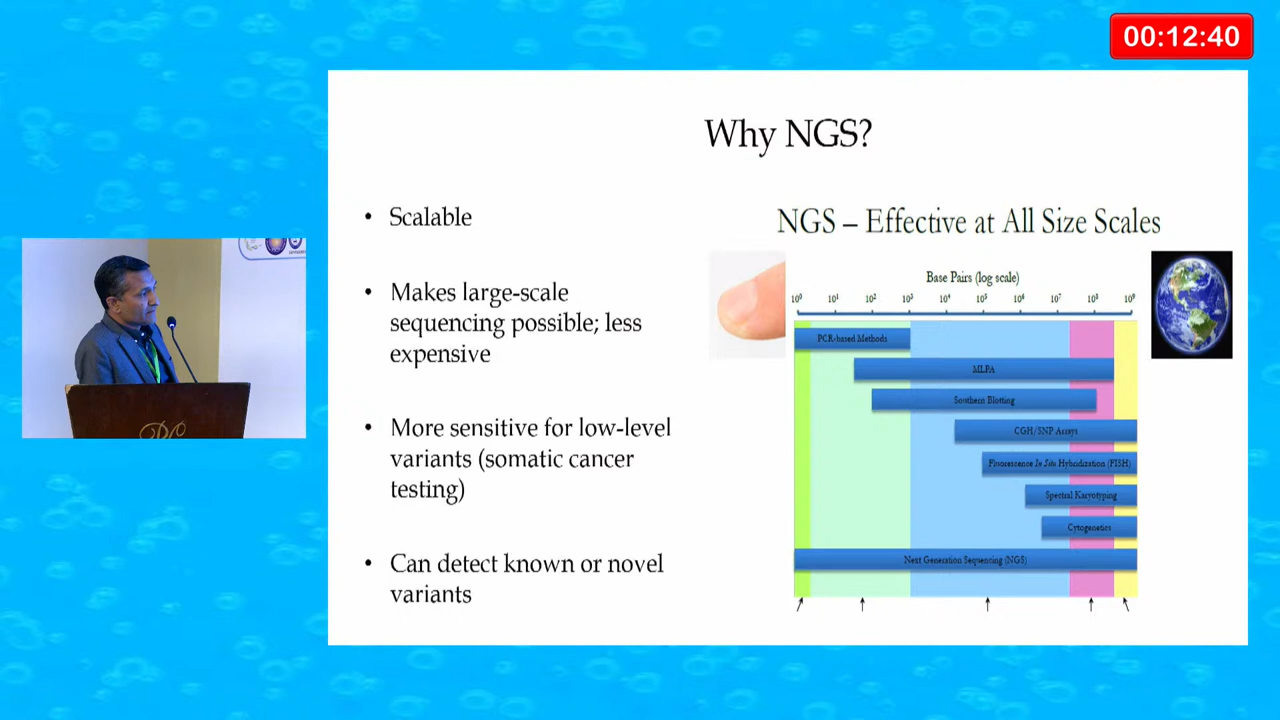 00:12:40
Why NGS?
• Scalable
• Makes large-scale
sequencing possible; less
expensive
• More sensitive for low-level
variants (somatic cancer
testing)
• Can detect known or novel
variants
NGS – Effective at All Size Scales
Base Pairs (log scale)
10⁰ 10¹ 10² 10³ 10⁴ 10⁵ 10⁶ 10⁷ 10⁸ 10⁹
PCR-based Methods
MLPA
Southern Blotting
CGH/SNP Arrays
Fluorescence In Situ Hybridization (FISH)
Spectral Karyotyping
Cytogenetics
Next Generation Sequencing (NGS)